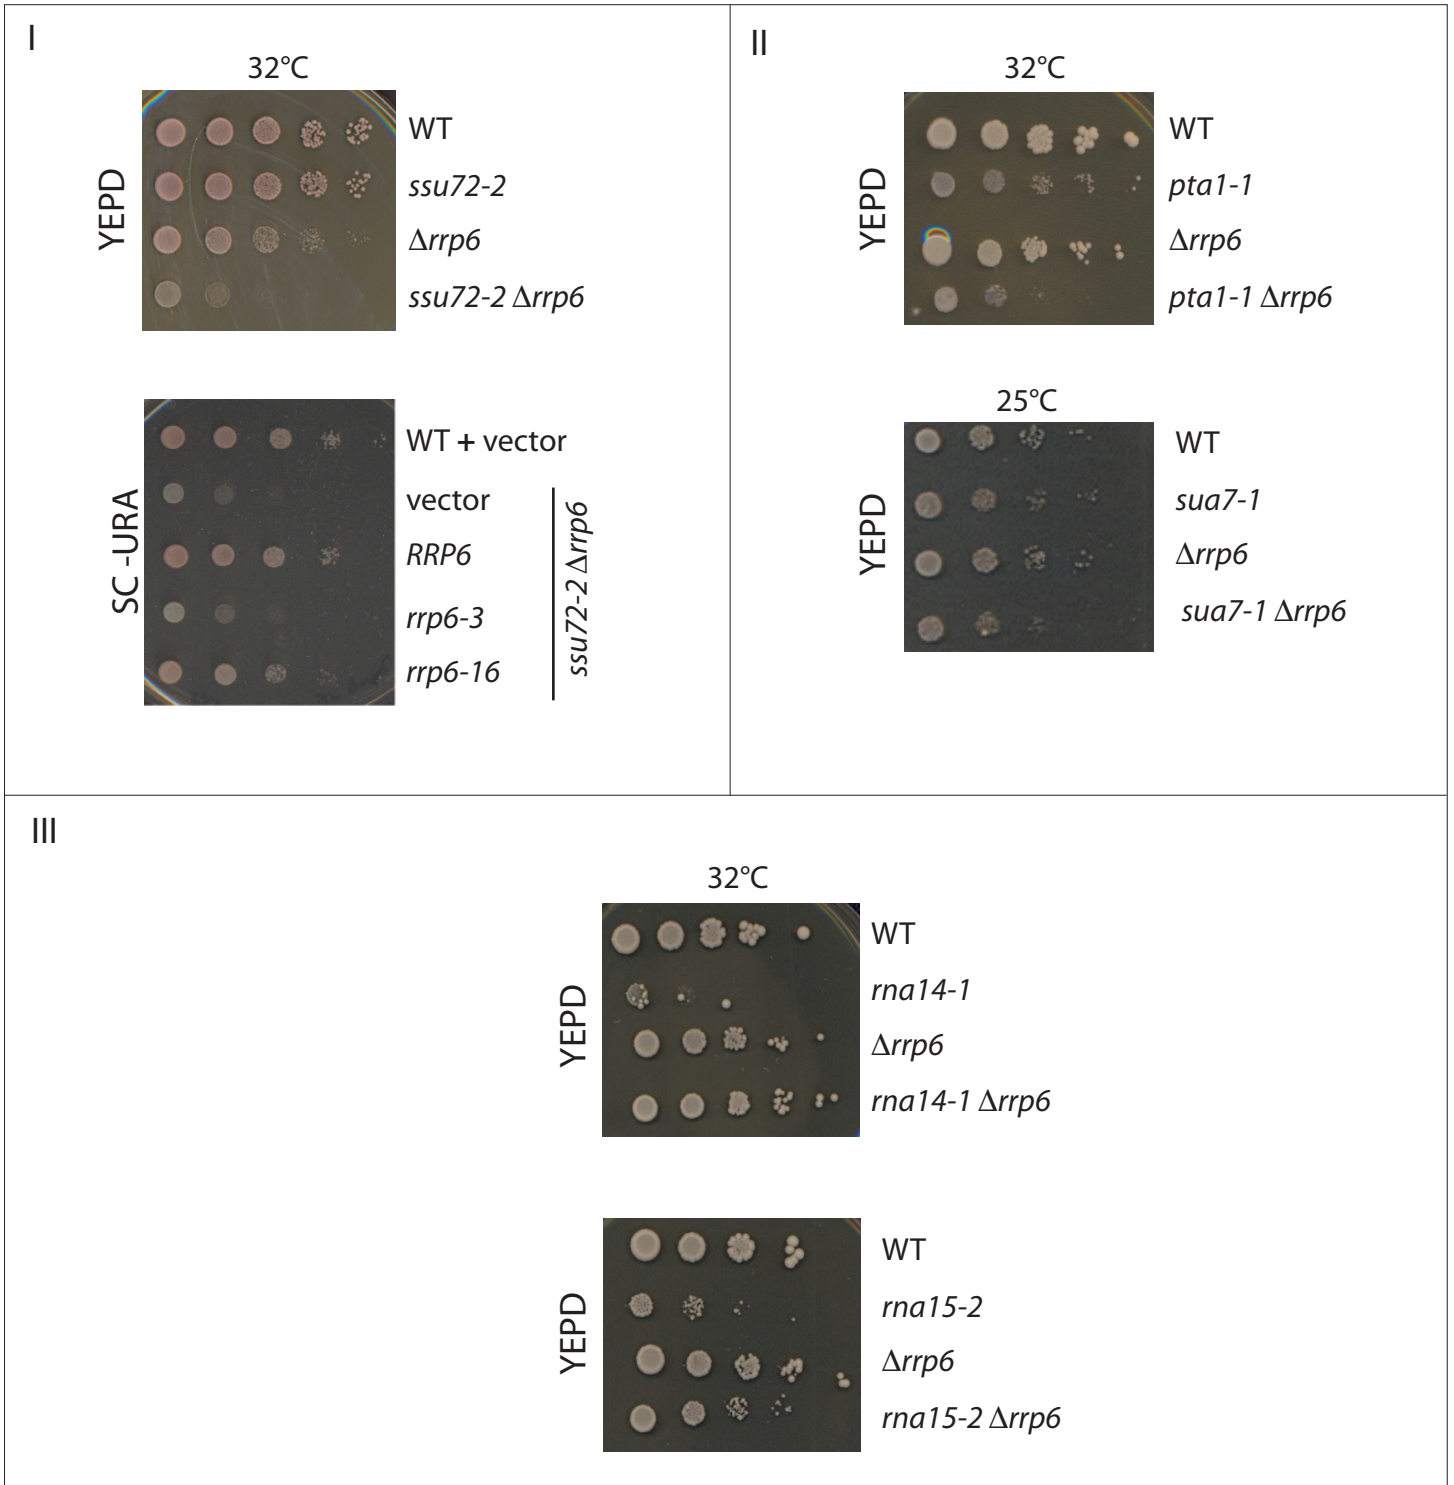 I
32°C
YEPD
WT
ssu72-2
Δrrp6
ssu72-2 Δrrp6
SC -URA
WT + vector
vector
RRP6
rrp6-3
rrp6-16
ssu72-2 Δrrp6
II
32°C
YEPD
WT
pta1-1
Δrrp6
pta1-1 Δrrp6
25°C
YEPD
WT
sua7-1
Δrrp6
sua7-1 Δrrp6
III
32°C
YEPD
WT
rna14-1
Δrrp6
rna14-1 Δrrp6
YEPD
WT
rna15-2
Δrrp6
rna15-2 Δrrp6